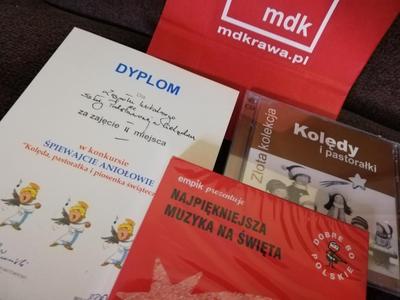 mdk
mdkrawa.pl
DYPLOM
Dla
za zajęcie II miejsca
w konkursie
ŚPIEWAJCIE ANIOŁOWIE
"Kolęda, pastorałka i piosenka świąteczna
Złota kolekcja
Kolędy
i pastorałki
empik prezentuje
NAJPIĘKNIEJSZA
MUZYKA NA ŚWIĘTA
DOBRE BO
POLSKIE